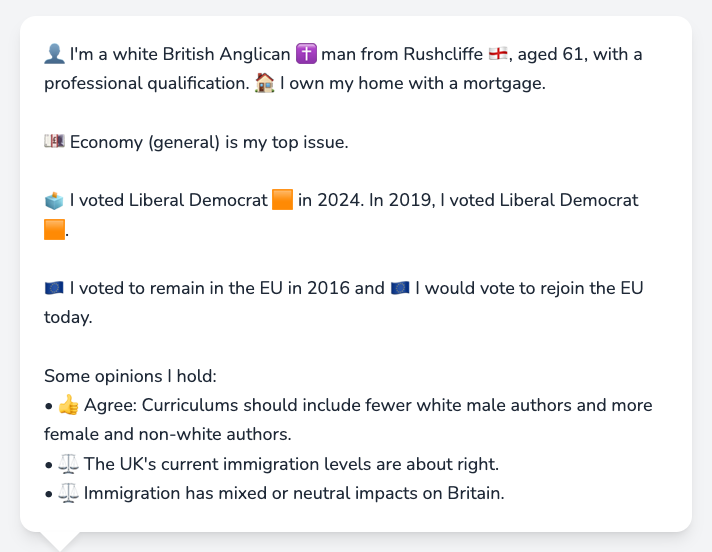 👤 I'm a white British Anglican ✝️ man from Rushcliffe 🏴󠁧󠁢󠁥󠁮󠁧󠁿, aged 61, with a
professional qualification. 🏠 I own my home with a mortgage.
💷 Economy (general) is my top issue.
🗳️ I voted Liberal Democrat 🟧 in 2024. In 2019, I voted Liberal Democrat
🟧.
🇪🇺 I voted to remain in the EU in 2016 and 🇪🇺 I would vote to rejoin the EU
today.
Some opinions I hold:
• 👍 Agree: Curriculums should include fewer white male authors and more
female and non-white authors.
• ⚖️ The UK's current immigration levels are about right.
• ⚖️ Immigration has mixed or neutral impacts on Britain.